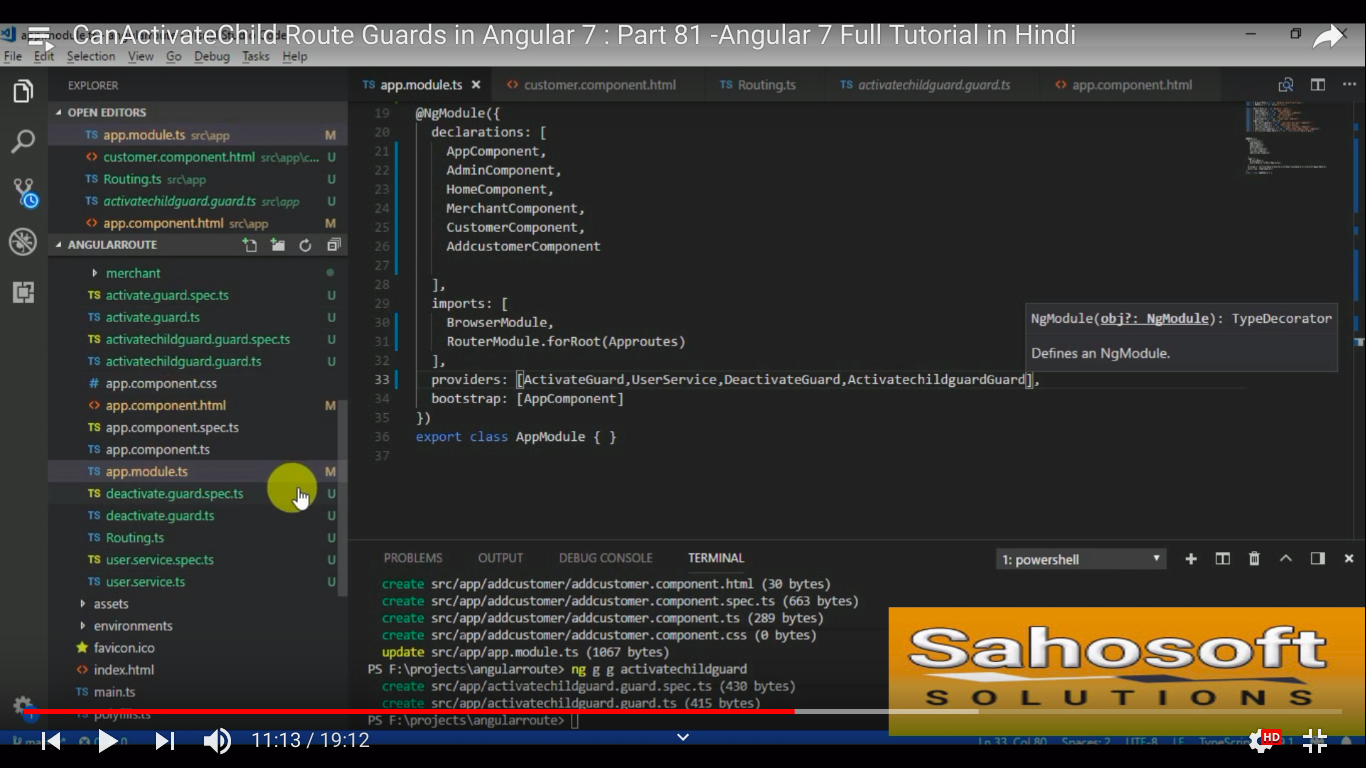 CanActivateChild Route Guards in Angular 7 : Part 81 -Angular 7 Full Tutorial in Hindi
File Edit Selection View Go Debug Tasks Help
EXPLORER
OPEN EDITORS
TS app.module.ts src\app M
<> customer.component.html src\app\c... U
TS Routing.ts src\app U
TS activatechildguard.guard.ts src\app U
<> app.component.html src\app M
ANGULARROUTE
merchant
TS activate.guard.spec.ts U
TS activate.guard.ts U
TS activatechildguard.guard.spec.ts U
TS activatechildguard.guard.ts U
# app.component.css
<> app.component.html M
TS app.component.spec.ts
TS app.component.ts
TS app.module.ts M
TS deactivate.guard.spec.ts U
TS deactivate.guard.ts U
TS Routing.ts U
TS user.service.spec.ts U
TS user.service.ts U
assets
environments
favicon.ico
<> index.html
TS main.ts
TS polyfills.ts
TS app.module.ts × <> customer.component.html TS Routing.ts TS activatechildguard.guard.ts <> app.component.html
19 @NgModule({
20 declarations: [
21 AppComponent,
22 AdminComponent,
23 HomeComponent,
24 MerchantComponent,
25 CustomerComponent,
26 AddcustomerComponent
27
28 ],
29 imports: [
30 BrowserModule,
31 RouterModule.forRoot(Approutes)
32 ],
33 providers: [ActivateGuard,UserService,DeactivateGuard,ActivatechildguardGuard],
34 bootstrap: [AppComponent]
35 })
36 export class AppModule { }
37
NgModule(obj?: NgModule): TypeDecorator
Defines an NgModule.
PROBLEMS OUTPUT DEBUG CONSOLE TERMINAL 1: powershell
create src/app/addcustomer/addcustomer.component.html (30 bytes)
create src/app/addcustomer/addcustomer.component.spec.ts (663 bytes)
create src/app/addcustomer/addcustomer.component.ts (289 bytes)
create src/app/addcustomer/addcustomer.component.css (0 bytes)
update src/app/app.module.ts (1067 bytes)
PS F:\projects\angularroute> ng g g activatechildguard
create src/app/activatechildguard.guard.spec.ts (430 bytes)
create src/app/activatechildguard.guard.ts (415 bytes)
PS F:\projects\angularroute>
Sahosoft
SOLUTIONS
11:13 / 19:12
HD
Ln 33, Col 80 Spaces: 2 UTF-8 LF